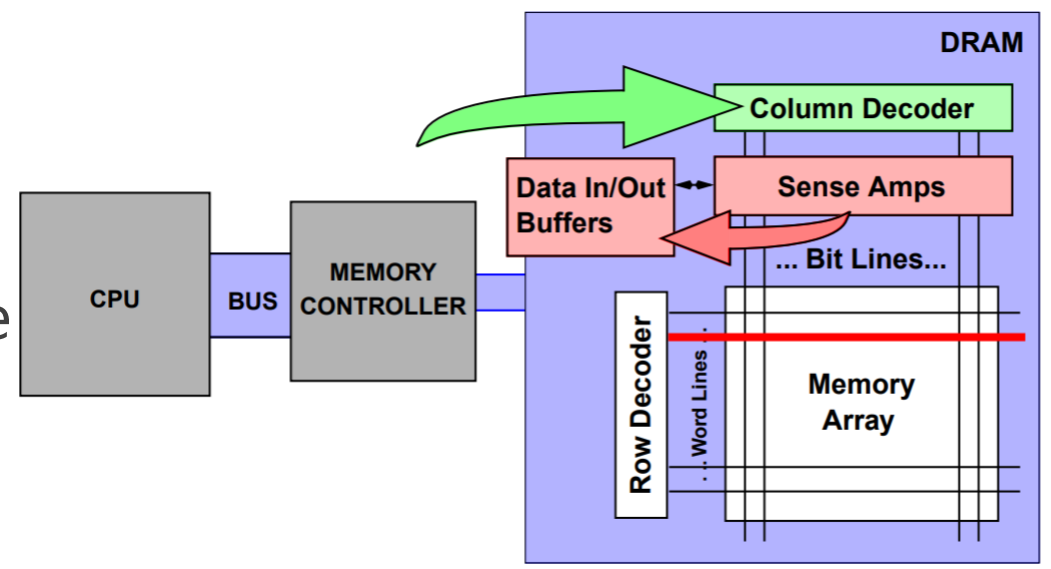 DRAM
Column Decoder
Data In/Out
Buffers
Sense Amps
... Bit Lines...
CPU
BUS
MEMORY
CONTROLLER
Row Decoder
. . . Word Lines . . .
Memory
Array
e